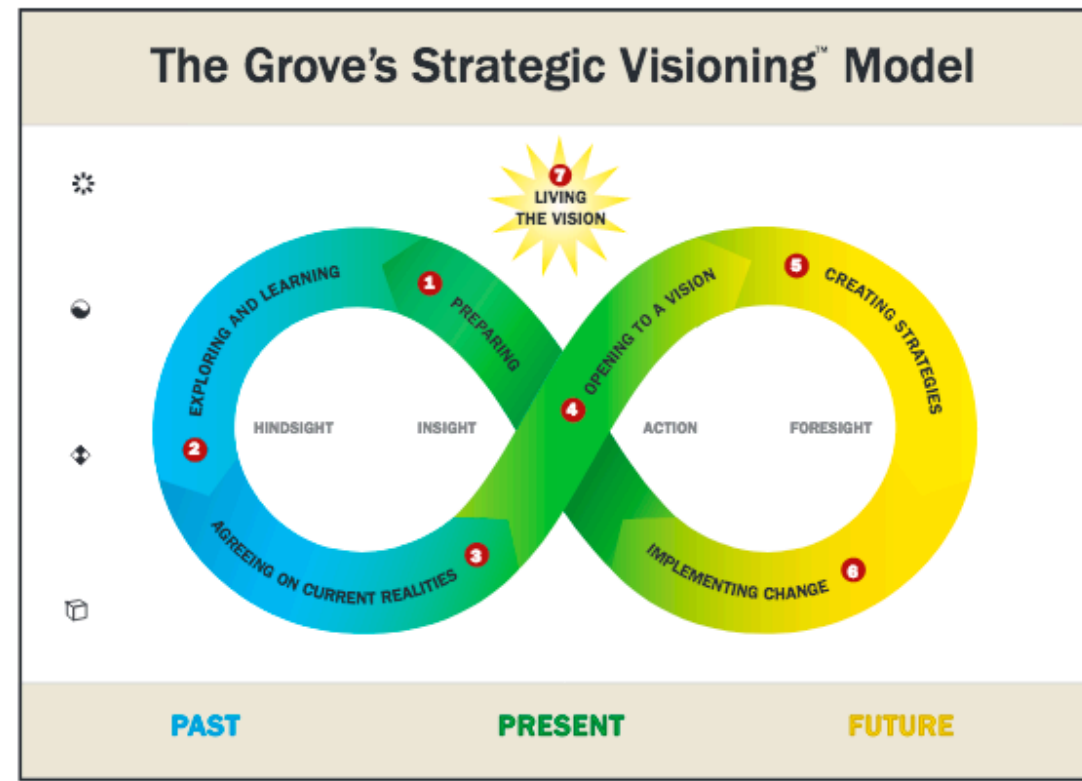 The Grove's Strategic Visioning™ Model
7
LIVING
THE VISION
1
PREPARING
2
EXPLORING AND LEARNING
3
AGREEING ON CURRENT REALITIES
4
OPENING TO A VISION
5
CREATING STRATEGIES
6
IMPLEMENTING CHANGE
HINDSIGHT
INSIGHT
ACTION
FORESIGHT
PAST
PRESENT
FUTURE